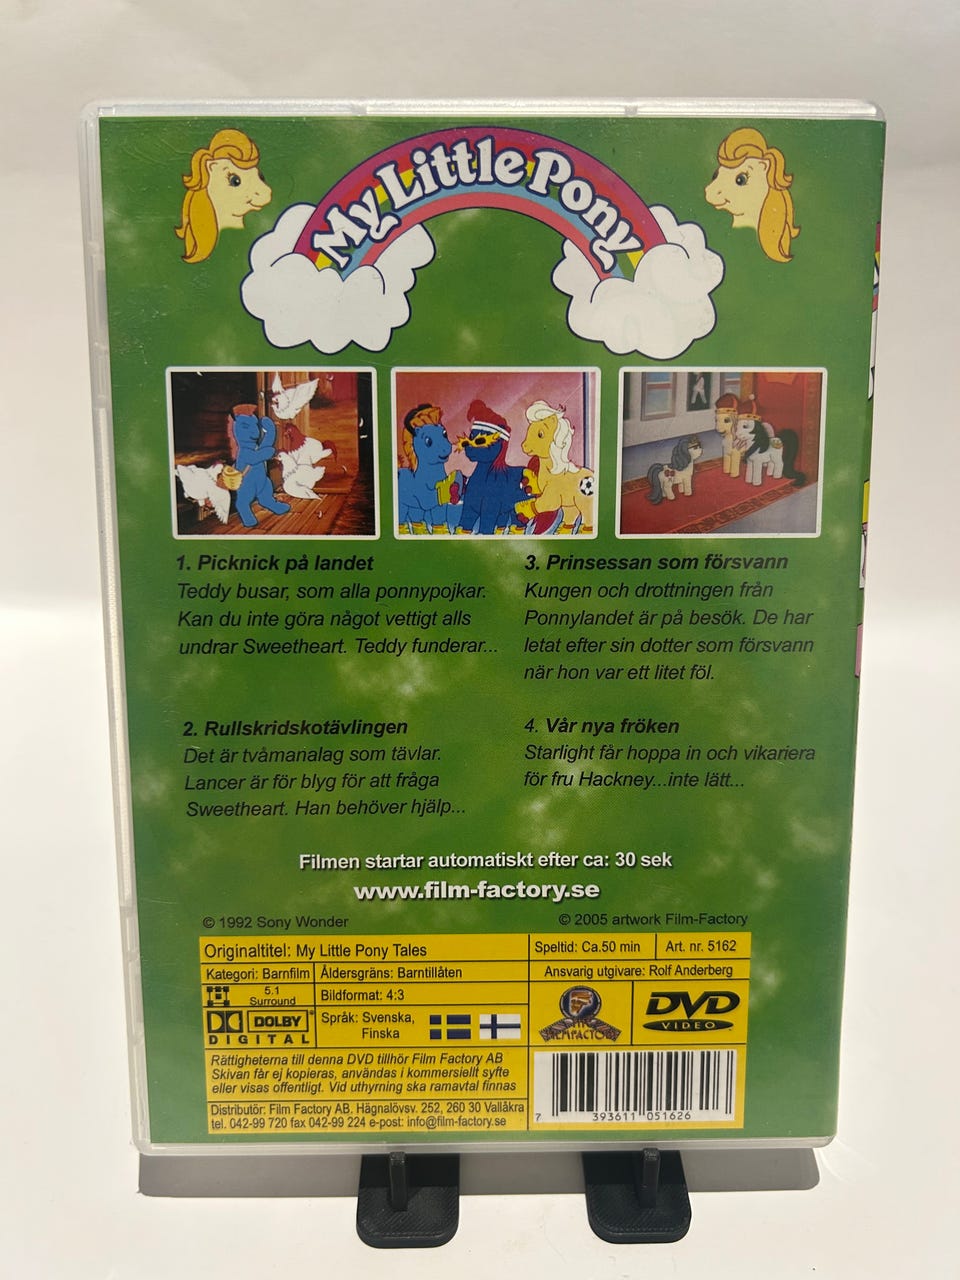 My Little Pony
1. Picknick på landet
Teddy busar, som alla ponnypojkar.
Kan du inte göra något vettigt alls
undrar Sweetheart. Teddy funderar...
2. Rullskridskotävlingen
Det är tvåmanalag som tävlar.
Lancer är för blyg för att fråga
Sweetheart. Han behöver hjälp...
3. Prinsessan som försvann
Kungen och drottningen från
Ponnylandet är på besök. De har
letat efter sin dotter som försvann
när hon var ett litet föl.
4. Vår nya fröken
Starlight får hoppa in och vikariera
för fru Hackney...inte lätt...
Filmen startar automatiskt efter ca: 30 sek
www.film-factory.se
© 1992 Sony Wonder
© 2005 artwork Film-Factory
Originaltitel: My Little Pony Tales
Speltid: Ca.50 min
Art. nr. 5162
Kategori: Barnfilm
Åldersgräns: Barntillåten
Ansvarig utgivare: Rolf Anderberg
5.1
Surround
Bildformat: 4:3
DOLBY
DIGITAL
Språk: Svenska,
Finska
FILMFACTORY
DVD
VIDEO
Rättigheterna till denna DVD tillhör Film Factory AB
Skivan får ej kopieras, användas i kommersiellt syfte
eller visas offentligt. Vid uthyrning ska ramavtal finnas
Distributör: Film Factory AB. Hägnalövsv. 252, 260 30 Vallåkra
tel. 042-99 720 fax 042-99 224 e-post: info@film-factory.se
7 393611 051626